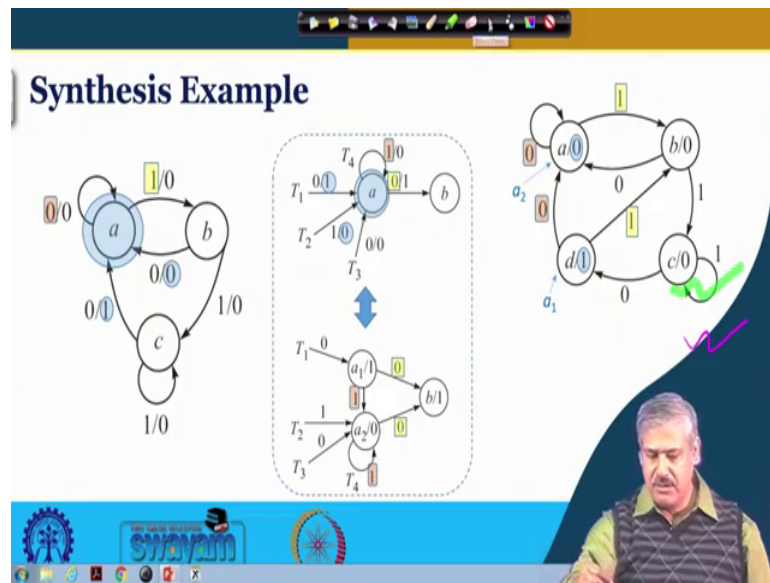 Synthesis Example
0/0
1/0
a
b
0/0
0/1
1/0
c
1/0
T4
1/0
T1
0/1
0/1
a
b
T2
1/0
0/0
T3
T1
0
a1/1
0
1
b/1
T2
1
a2/0
0
T3
0
T4
1
1
0
a/0
b/0
a2
0
0
1
1
d/1
c/0
1
a1
0
swayam